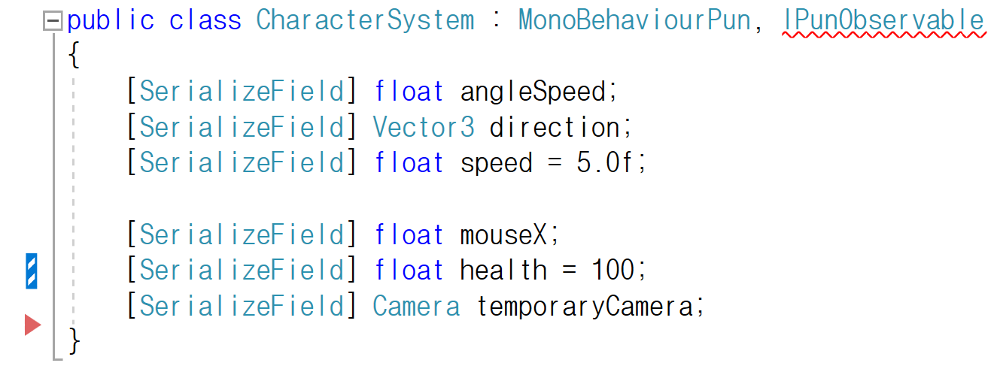 public class CharacterSystem : MonoBehaviourPun, IPunObservable
{
[SerializeField] float angleSpeed;
[SerializeField] Vector3 direction;
[SerializeField] float speed = 5.0f;
[SerializeField] float mouseX;
[SerializeField] float health = 100;
[SerializeField] Camera temporaryCamera;
}